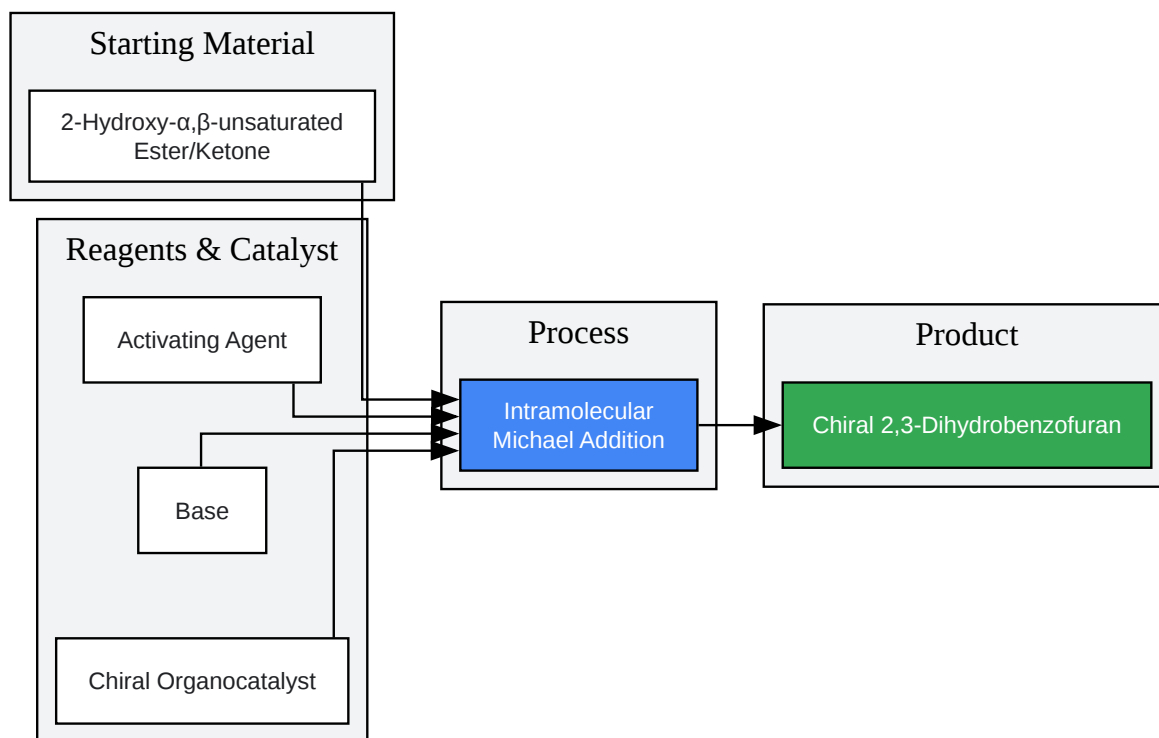 Starting Material
2-Hydroxy-α,β-unsaturated
Ester/Ketone
Reagents & Catalyst
Activating Agent
Base
Chiral Organocatalyst
Process
Intramolecular
Michael Addition
Product
Chiral 2,3-Dihydrobenzofuran